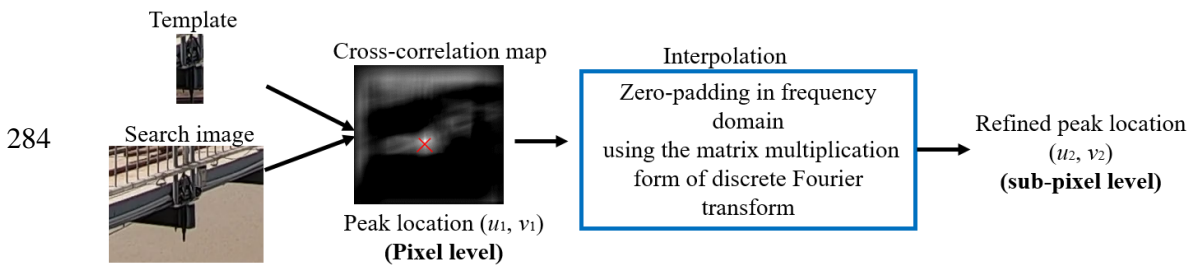 Template
Cross-correlation map
Interpolation
284
Search image
Zero-padding in frequency
domain
using the matrix multiplication
form of discrete Fourier
transform
Refined peak location
(u2, v2)
(sub-pixel level)
Peak location (u1, v1)
(Pixel level)